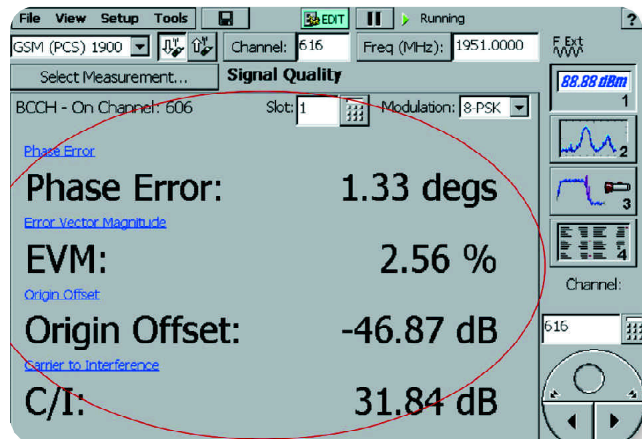 File View Setup Tools EDIT Running ?
GSM (PCS) 1900 Channel: 616 Freq (MHz): 1951.0000 F Ext
Select Measurement... Signal Quality
88.88 dBm
1
BCCH - On Channel: 606 Slot: 1 Modulation: 8-PSK
2
Phase Error
Phase Error: 1.33 degs
3
Error Vector Magnitude
EVM: 2.56 %
4
Channel:
Origin Offset
Origin Offset: -46.87 dB
616
Carrier to Interference
C/I: 31.84 dB